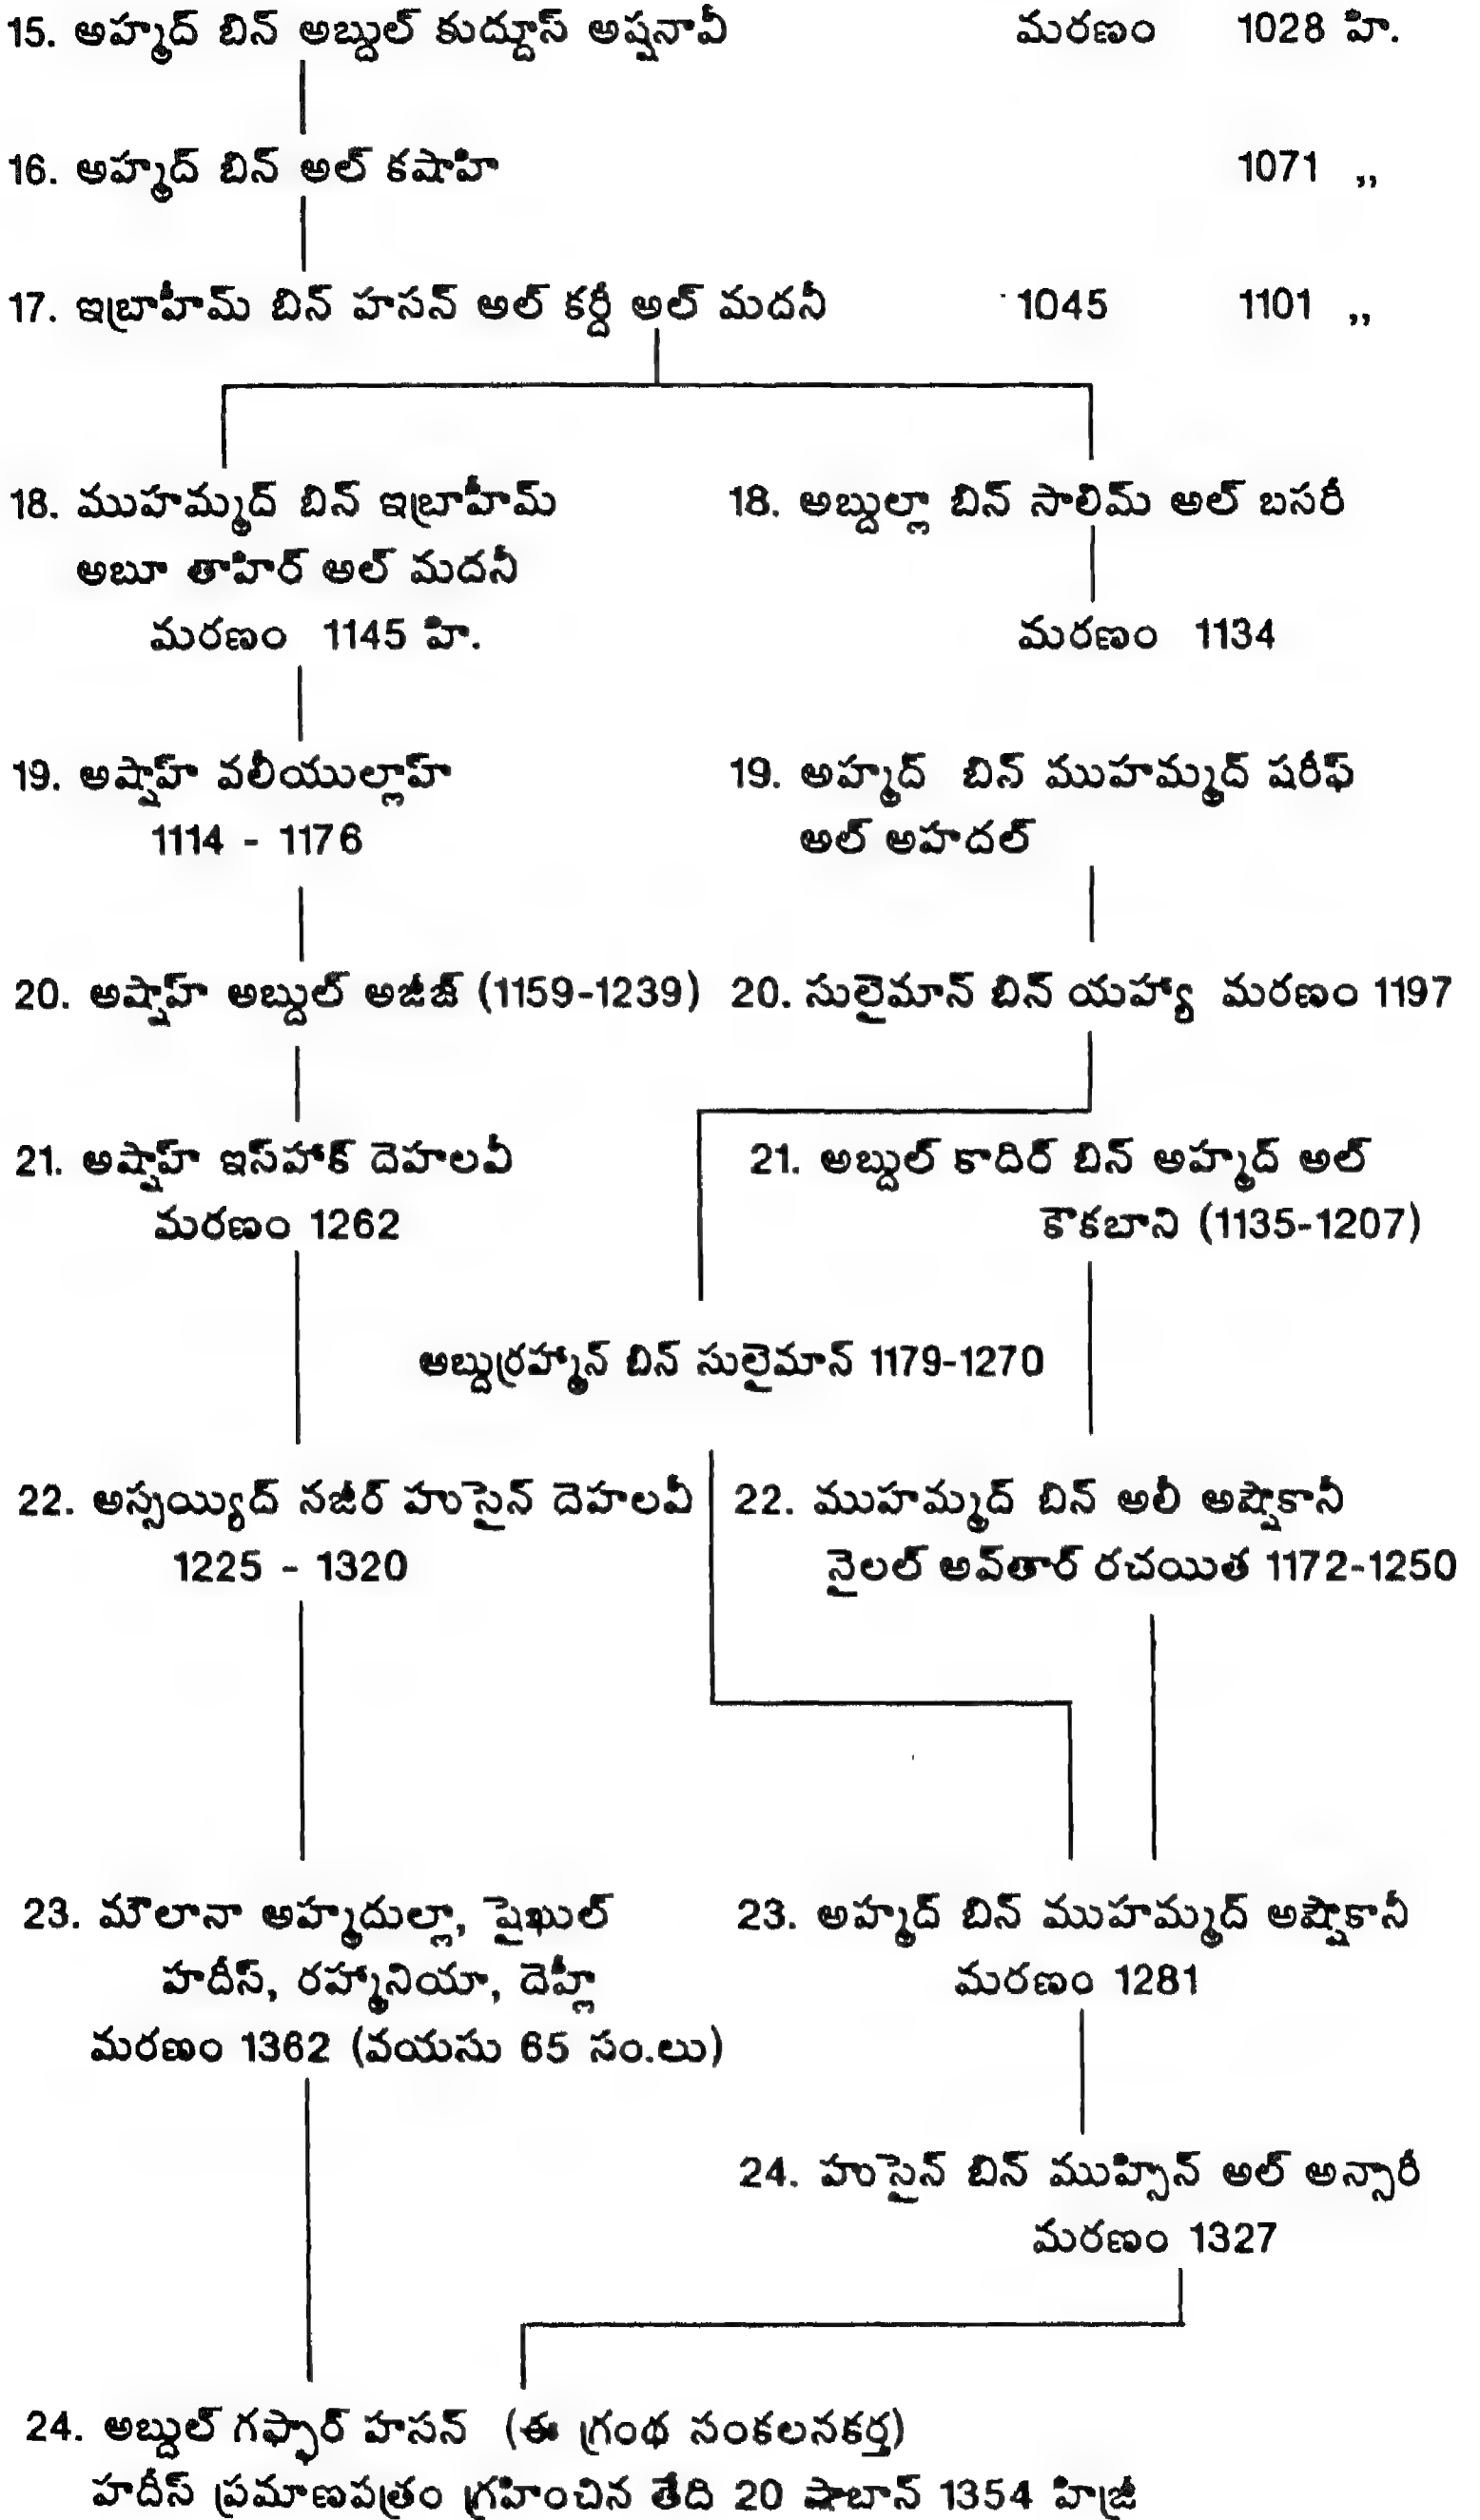 15. అహ్మద్ బిన్ అబ్దుల్ కుద్దూస్ అష్షనావీ మరణం 1028 హి.
16. అహ్మద్ బిన్ అల్ కషాహి 1071 ,,
17. ఇబ్రాహీమ్ బిన్ హసన్ అల్ కర్దీ అల్ మదనీ 1045 1101 ,,
18. ముహమ్మద్ బిన్ ఇబ్రాహీమ్
అబూ తాహిర్ అల్ మదనీ
మరణం 1145 హి.
18. అబ్దుల్లా బిన్ సాలిమ్ అల్ బసరీ
మరణం 1134
19. అష్షాహ్ వలీయుల్లాహ్
1114 - 1176
19. అహ్మద్ బిన్ ముహమ్మద్ షరీఫ్
అల్ అహదల్
20. అష్షాహ్ అబ్దుల్ అజీజ్ (1159-1239)
20. సులైమాన్ బిన్ యహ్యా మరణం 1197
21. అష్షాహ్ ఇస్‌హాక్ దెహలవీ
మరణం 1262
21. అబ్దుల్ కాదిర్ బిన్ అహ్మద్ అల్
కౌకబాని (1135-1207)
అబ్దుర్రహ్మాన్ బిన్ సులైమాన్ 1179-1270
22. అస్సయ్యిద్ నజీర్ హుసైన్ దెహలవీ
1225 - 1320
22. ముహమ్మద్ బిన్ అలీ అష్షౌకానీ
నైలల్ అవ్‌తార్ రచయిత 1172-1250
23. మౌలానా అహ్మదుల్లా, షైఖుల్
హదీస్, రహ్మానియా, దెహ్లీ
మరణం 1362 (వయసు 65 సం.లు)
23. అహ్మద్ బిన్ ముహమ్మద్ అష్షౌకానీ
మరణం 1281
24. హుసైన్ బిన్ ముహ్సిన్ అల్ అన్సారీ
మరణం 1327
24. అబ్దుల్ గఫ్ఫార్ హసన్ (ఈ గ్రంథ సంకలనకర్త)
హదీస్ ప్రమాణపత్రం గ్రహించిన తేది 20 షాబాన్ 1354 హిజ్రీ